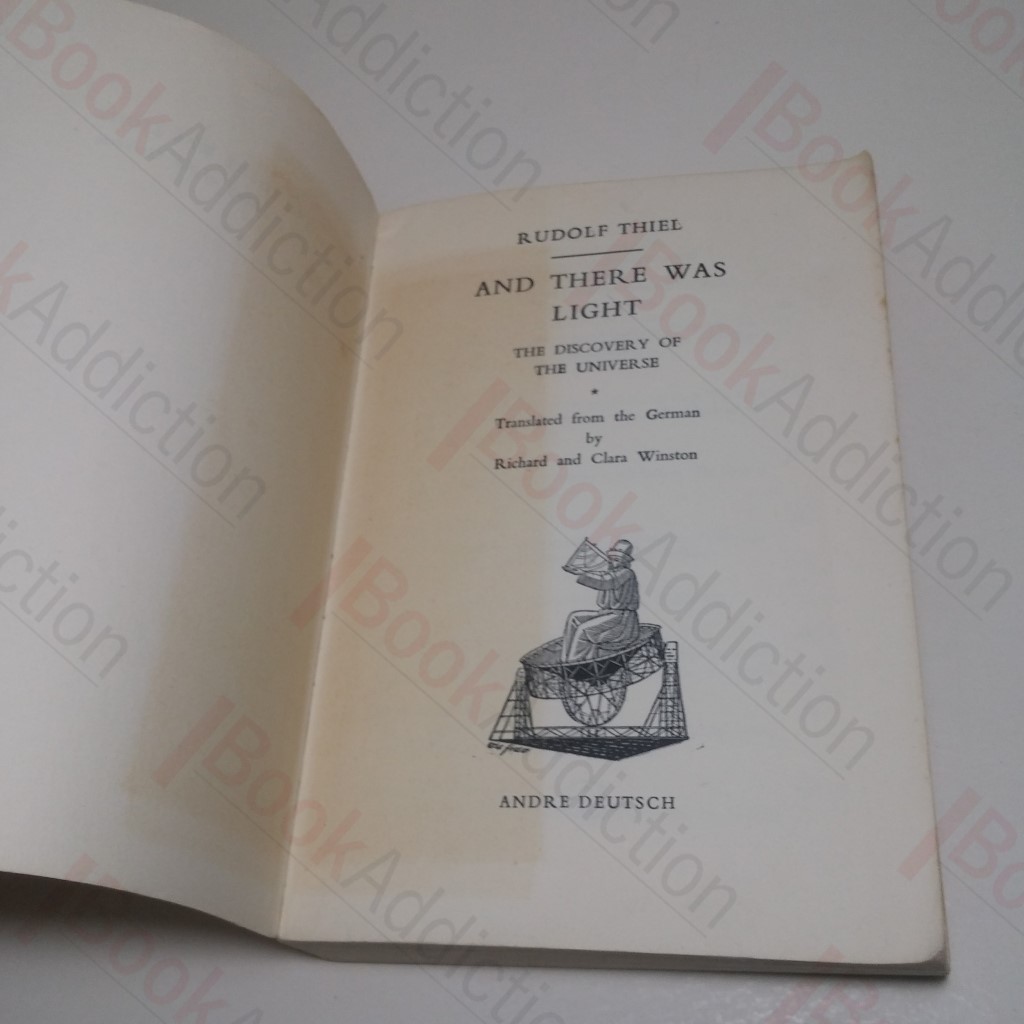 RUDOLF THIEL
AND THERE WAS
LIGHT
THE DISCOVERY OF
THE UNIVERSE
Translated from the German
by
Richard and Clara Winston
ANDRE DEUTSCH
BookAddiction